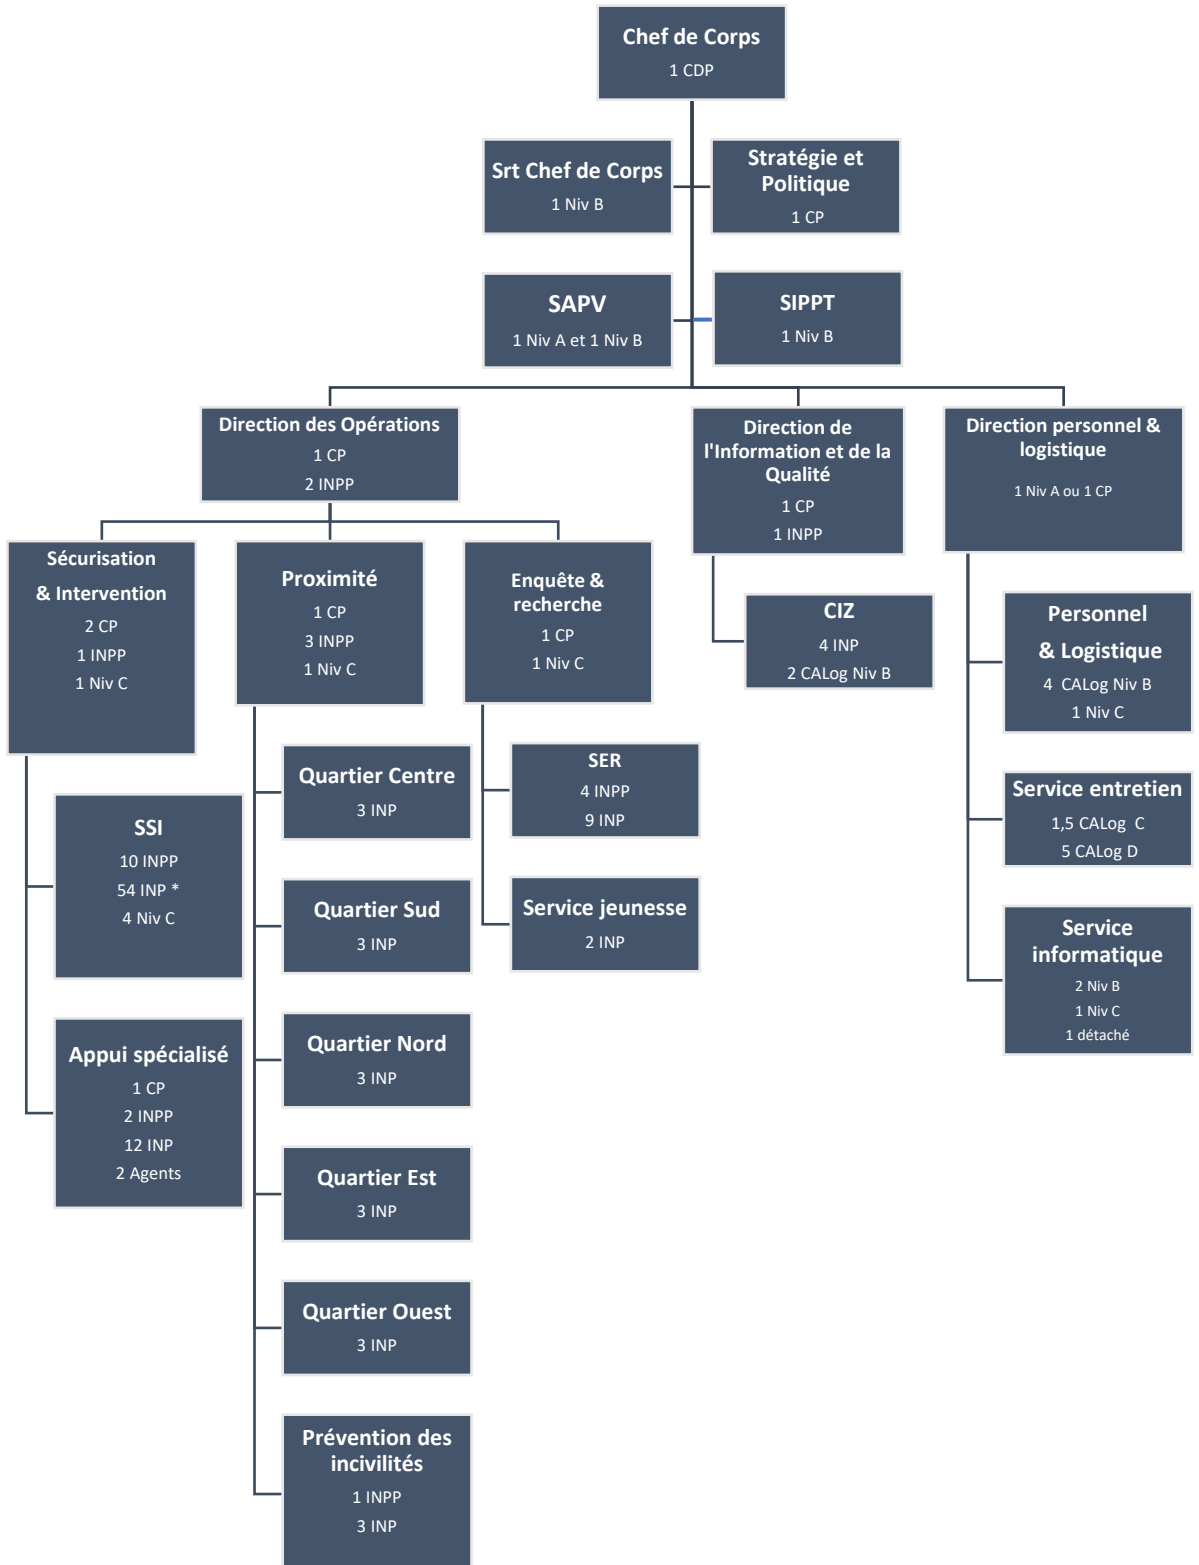 Chef de Corps
1 CDP
Srt Chef de Corps
1 Niv B
Stratégie et
Politique
1 CP
SAPV
1 Niv A et 1 Niv B
SIPPT
1 Niv B
Direction des Opérations
1 CP
2 INPP
Direction de
l'Information et de la
Qualité
1 CP
1 INPP
Direction personnel &
logistique
1 Niv A ou 1 CP
Sécurisation
& Intervention
2 CP
1 INPP
1 Niv C
Proximité
1 CP
3 INPP
1 Niv C
Enquête &
recherche
1 CP
1 Niv C
CIZ
4 INP
2 CALog Niv B
Personnel
& Logistique
4  CALog Niv B
1 Niv C
SSI
10 INPP
54 INP *
4 Niv C
Appui spécialisé
1 CP
2 INPP
12 INP
2 Agents
Quartier Centre
3 INP
Quartier Sud
3 INP
Quartier Nord
3 INP
Quartier Est
3 INP
Quartier Ouest
3 INP
Prévention des
incivilités
1 INPP
3 INP
SER
4 INPP
9 INP
Service jeunesse
2 INP
Service entretien
1,5 CALog  C
5 CALog D
Service
informatique
2 Niv B
1 Niv C
1 détaché